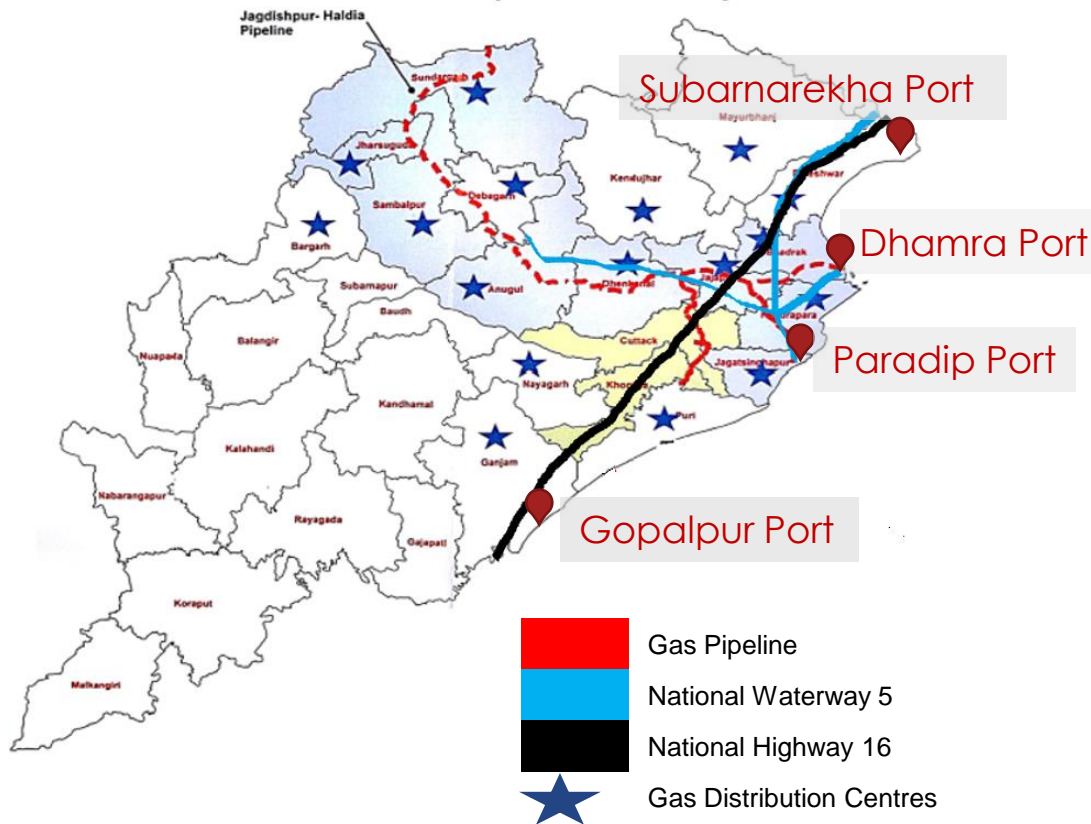 Jagdishpur- Haldia
Pipeline
Sundargarh
Subarnarekha Port
Mayurbhanj
Jharsuguda
Kendujhar
Debagarh
Sambalpur
Bargarh
Dhamra Port
Subarnapur
Anugul
Dhenkanal
Baudh
Cuttack
Nuapada
Balangir
Paradip Port
Jagatsinghapur
Nayagarh
Kandhamal
Puri
Kalahandi
Ganjam
Nabarangapur
Rayagada
Gopalpur Port
Gajapati
Koraput
Malkangiri
Gas Pipeline
National Waterway 5
National Highway 16
Gas Distribution Centres